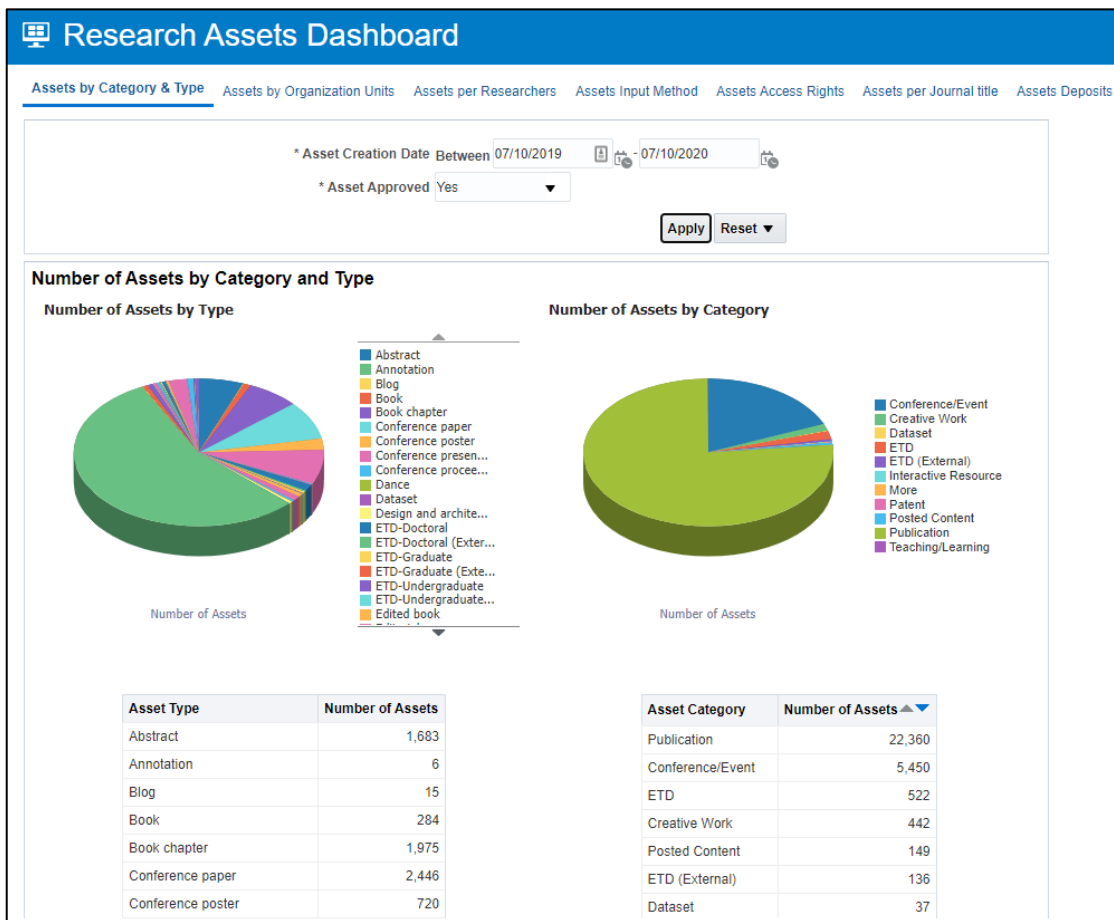 Research Assets Dashboard
Assets by Category & Type Assets by Organization Units Assets per Researchers Assets Input Method Assets Access Rights Assets per Journal title Assets Deposits
* Asset Creation Date Between 07/10/2019 - 07/10/2020
* Asset Approved Yes
Apply Reset
Number of Assets by Category and Type
Number of Assets by Type
Abstract
Annotation
Blog
Book
Book chapter
Conference paper
Conference poster
Conference presen...
Conference procee...
Dance
Dataset
Design and archite...
ETD-Doctoral
ETD-Doctoral (Exter...
ETD-Graduate
ETD-Graduate (Exte...
ETD-Undergraduate
ETD-Undergraduate...
Edited book
Number of Assets
Number of Assets by Category
Conference/Event
Creative Work
Dataset
ETD
ETD (External)
Interactive Resource
More
Patent
Posted Content
Publication
Teaching/Learning
Number of Assets
Asset Type Number of Assets
Abstract 1,683
Annotation 6
Blog 15
Book 284
Book chapter 1,975
Conference paper 2,446
Conference poster 720
Asset Category Number of Assets
Publication 22,360
Conference/Event 5,450
ETD 522
Creative Work 442
Posted Content 149
ETD (External) 136
Dataset 37